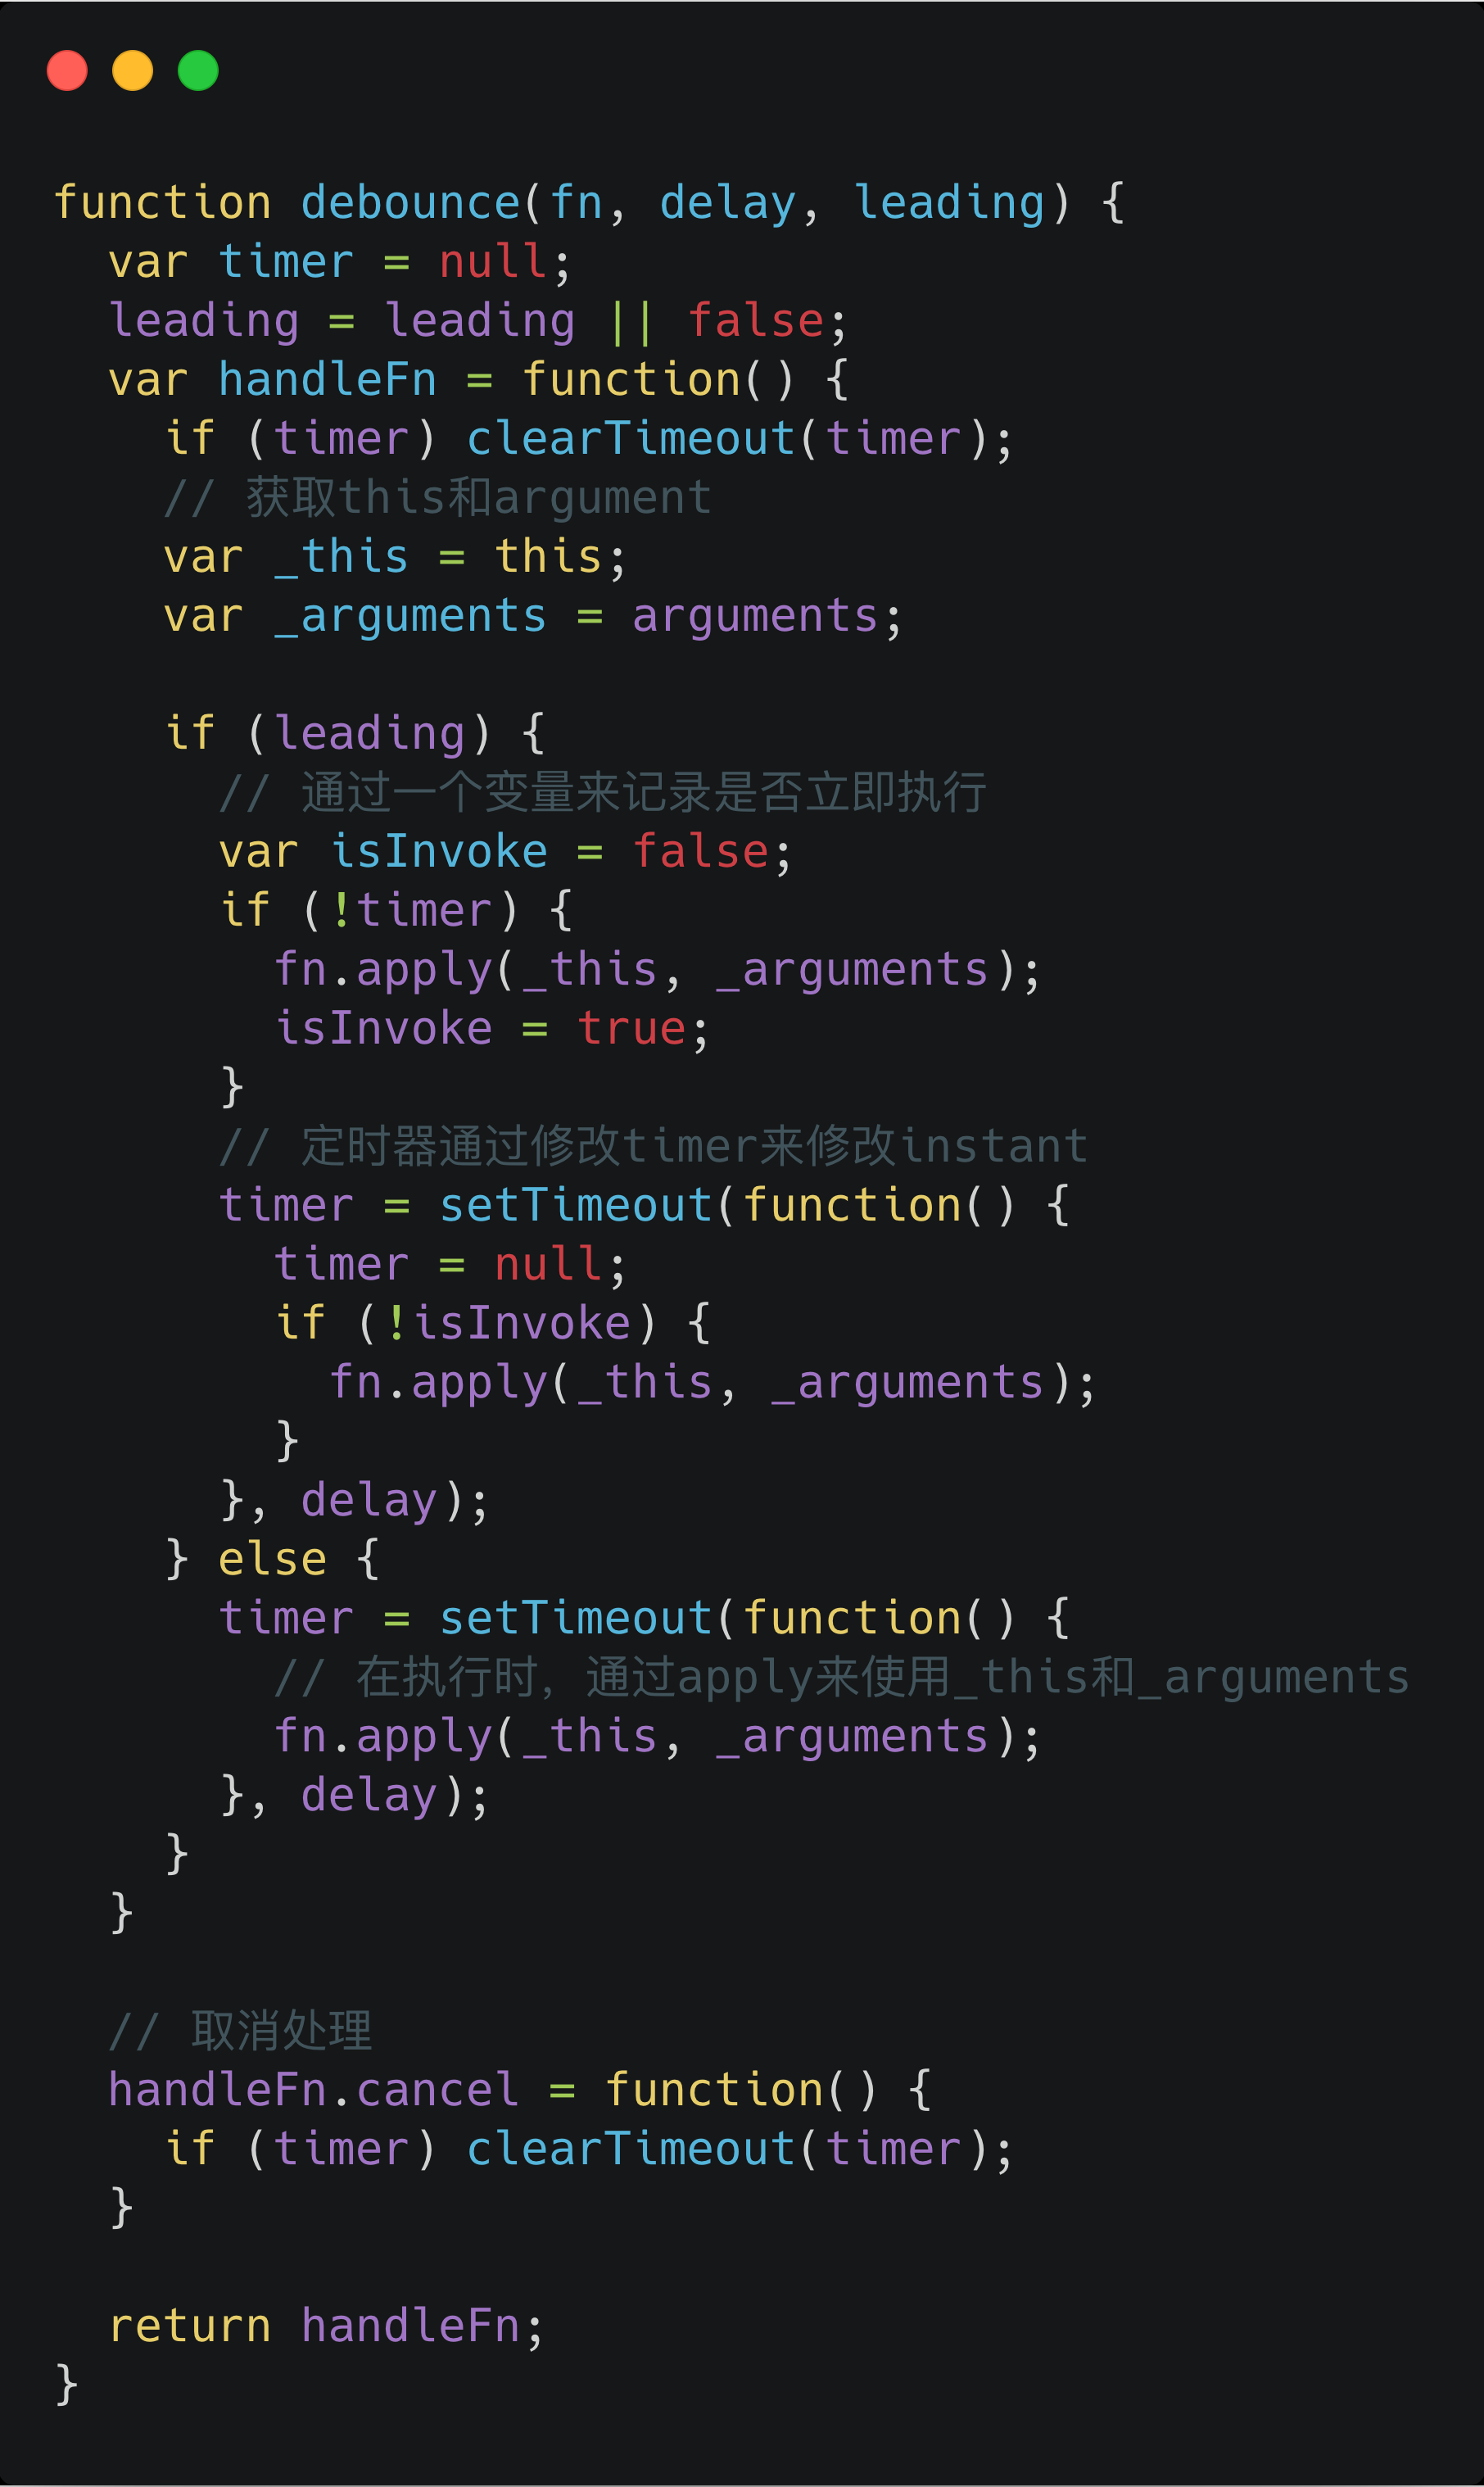 function debounce(fn, delay, leading) {
  var timer = null;
  leading = leading || false;
  var handleFn = function() {
    if (timer) clearTimeout(timer);
    // 获取this和argument
    var _this = this;
    var _arguments = arguments;

    if (leading) {
      // 通过一个变量来记录是否立即执行
      var isInvoke = false;
      if (!timer) {
        fn.apply(_this, _arguments);
        isInvoke = true;
      }
      // 定时器通过修改timer来修改instant
      timer = setTimeout(function() {
        timer = null;
        if (!isInvoke) {
          fn.apply(_this, _arguments);
        }
      }, delay);
    } else {
      timer = setTimeout(function() {
        // 在执行时，通过apply来使用_this和_arguments
        fn.apply(_this, _arguments);
      }, delay);
    }
  }

  // 取消处理
  handleFn.cancel = function() {
    if (timer) clearTimeout(timer);
  }

  return handleFn;
}